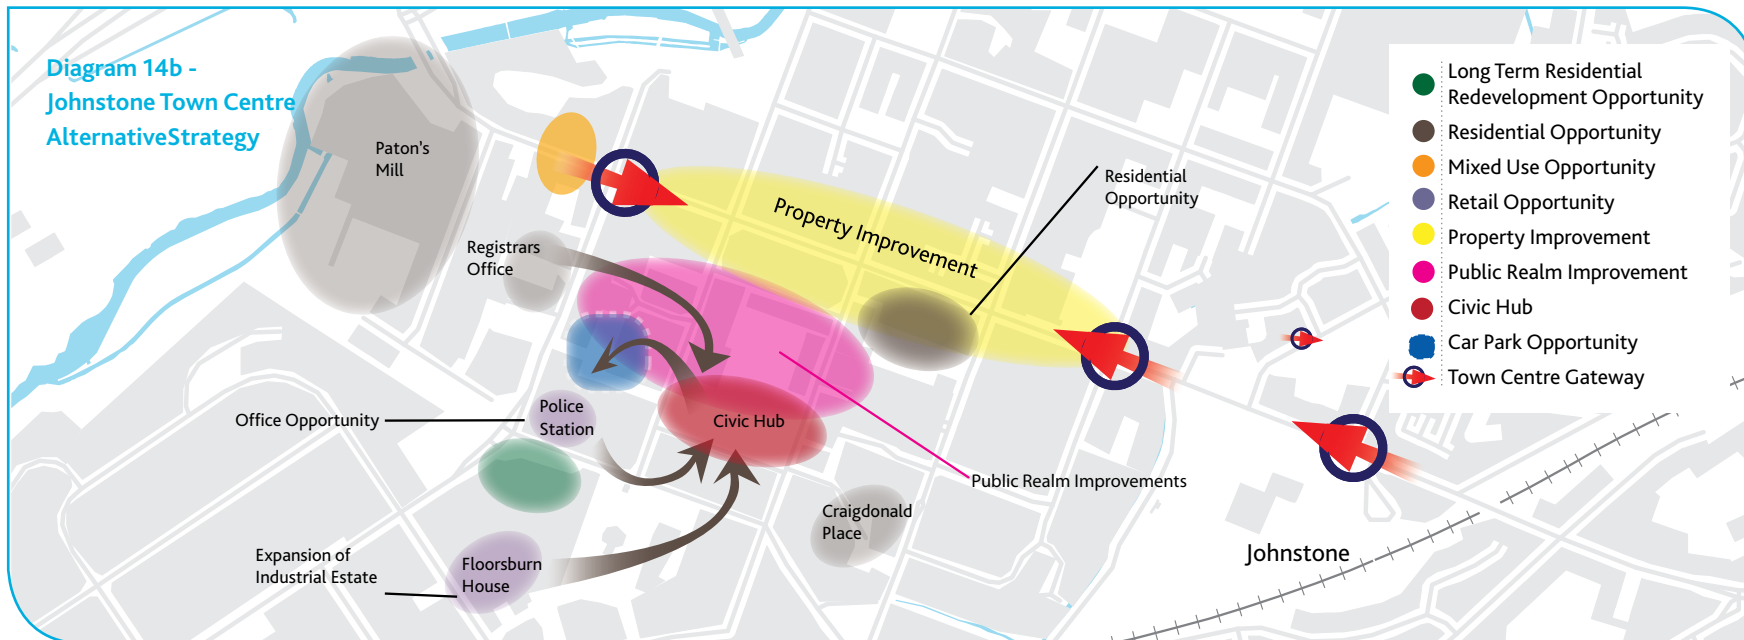 Diagram 14b -
Johnstone Town Centre
AlternativeStrategy
Paton's
Mill
Registrars
Office
Property Improvement
Residential
Opportunity
Long Term Residential
Redevelopment Opportunity
Residential Opportunity
Mixed Use Opportunity
Retail Opportunity
Property Improvement
Public Realm Improvement
Civic Hub
Car Park Opportunity
Town Centre Gateway
Office Opportunity
Police
Station
Civic Hub
Public Realm Improvements
Craigdonald
Place
Expansion of
Industrial Estate
Floorsburn
House
Johnstone